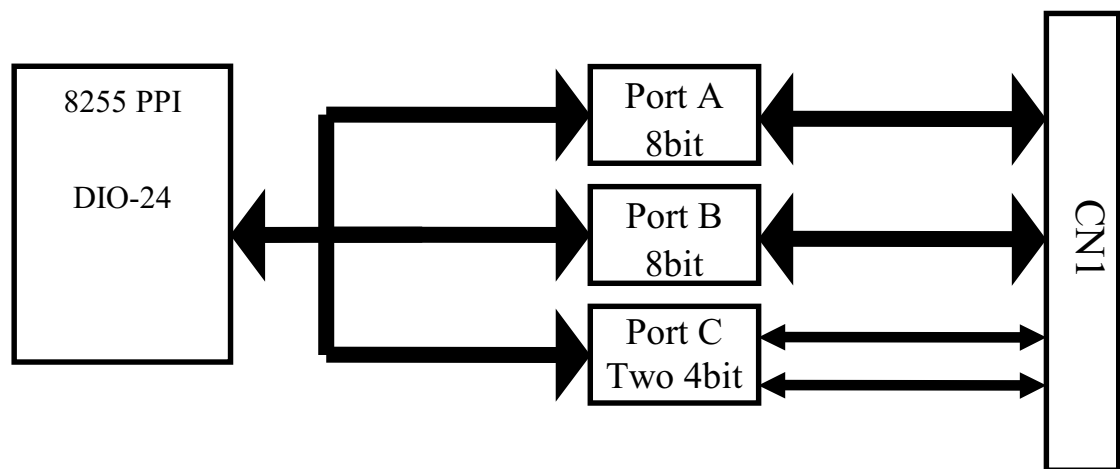 8255 PPI
DIO-24
Port A
8bit
Port B
8bit
Port C
Two 4bit
CN1